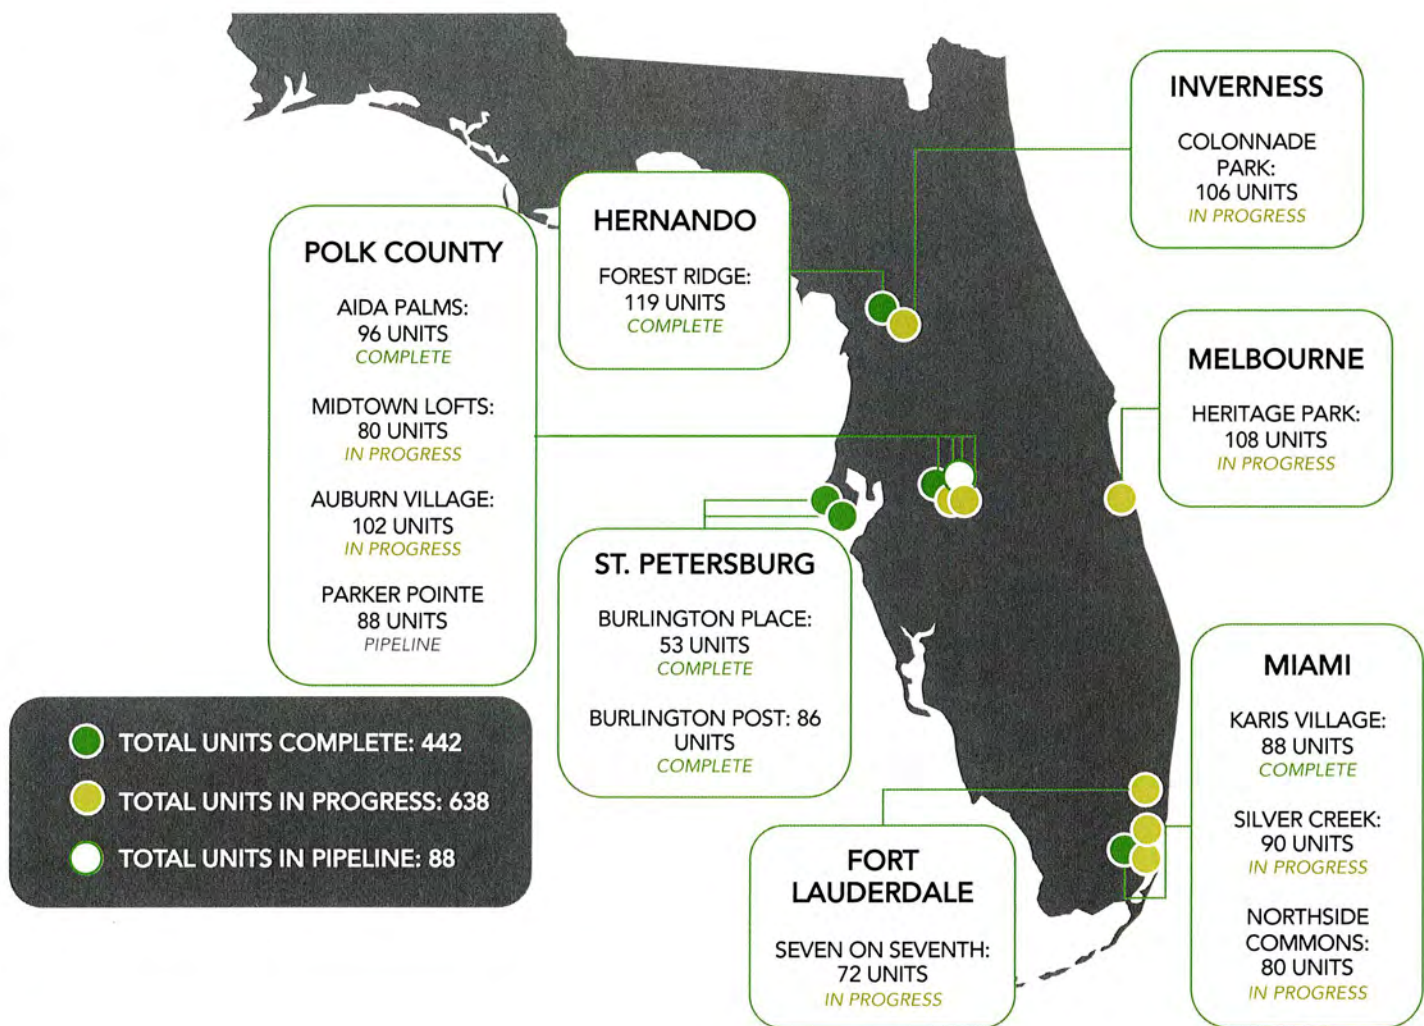 INVERNESS
COLONNADE
PARK:
106 UNITS
IN PROGRESS
HERNANDO
FOREST RIDGE:
119 UNITS
COMPLETE
POLK COUNTY
AIDA PALMS:
96 UNITS
COMPLETE
MIDTOWN LOFTS:
80 UNITS
IN PROGRESS
AUBURN VILLAGE:
102 UNITS
IN PROGRESS
PARKER POINTE
88 UNITS
PIPELINE
MELBOURNE
HERITAGE PARK:
108 UNITS
IN PROGRESS
ST. PETERSBURG
BURLINGTON PLACE:
53 UNITS
COMPLETE
BURLINGTON POST: 86
UNITS
COMPLETE
MIAMI
KARIS VILLAGE:
88 UNITS
COMPLETE
SILVER CREEK:
90 UNITS
IN PROGRESS
NORTHSIDE
COMMONS:
80 UNITS
IN PROGRESS
FORT
LAUDERDALE
SEVEN ON SEVENTH:
72 UNITS
IN PROGRESS
TOTAL UNITS COMPLETE: 442
TOTAL UNITS IN PROGRESS: 638
TOTAL UNITS IN PIPELINE: 88